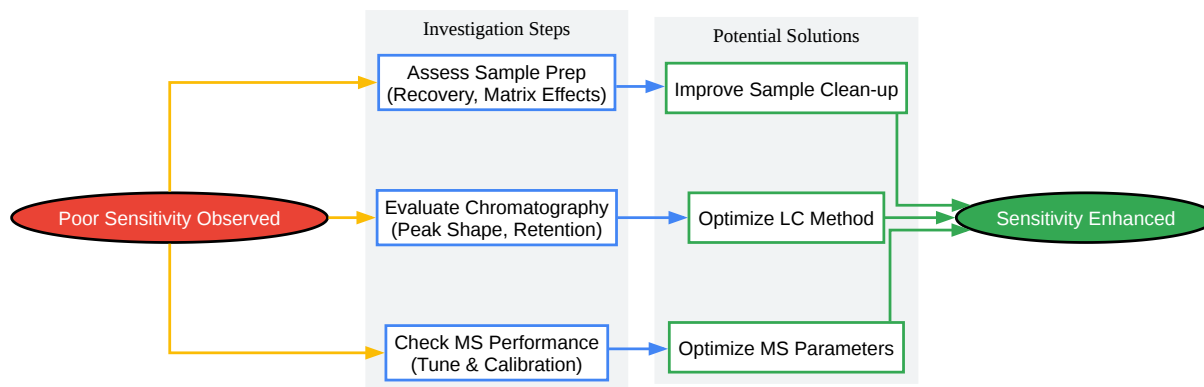 Investigation Steps
Potential Solutions
Assess Sample Prep
(Recovery, Matrix Effects)
Improve Sample Clean-up
Poor Sensitivity Observed
Evaluate Chromatography
(Peak Shape, Retention)
Optimize LC Method
Sensitivity Enhanced
Check MS Performance
(Tune & Calibration)
Optimize MS Parameters